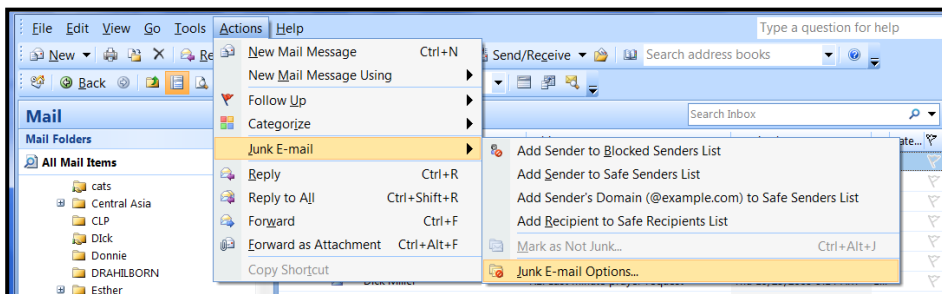 File Edit View Go Tools Actions Help Type a question for help
New Re Send/Receive Search address books
Back
Mail Search Inbox
Mail Folders
All Mail Items
cats
Central Asia
CLP
DIck
Donnie
DRAHILBORN
Esther
New Mail Message Ctrl+N
New Mail Message Using
Follow Up
Categorize
Junk E-mail
Reply Ctrl+R
Reply to All Ctrl+Shift+R
Forward Ctrl+F
Forward as Attachment Ctrl+Alt+F
Copy Shortcut
Add Sender to Blocked Senders List
Add Sender to Safe Senders List
Add Sender's Domain (@example.com) to Safe Senders List
Add Recipient to Safe Recipients List
Mark as Not Junk... Ctrl+Alt+J
Junk E-mail Options...
ate...